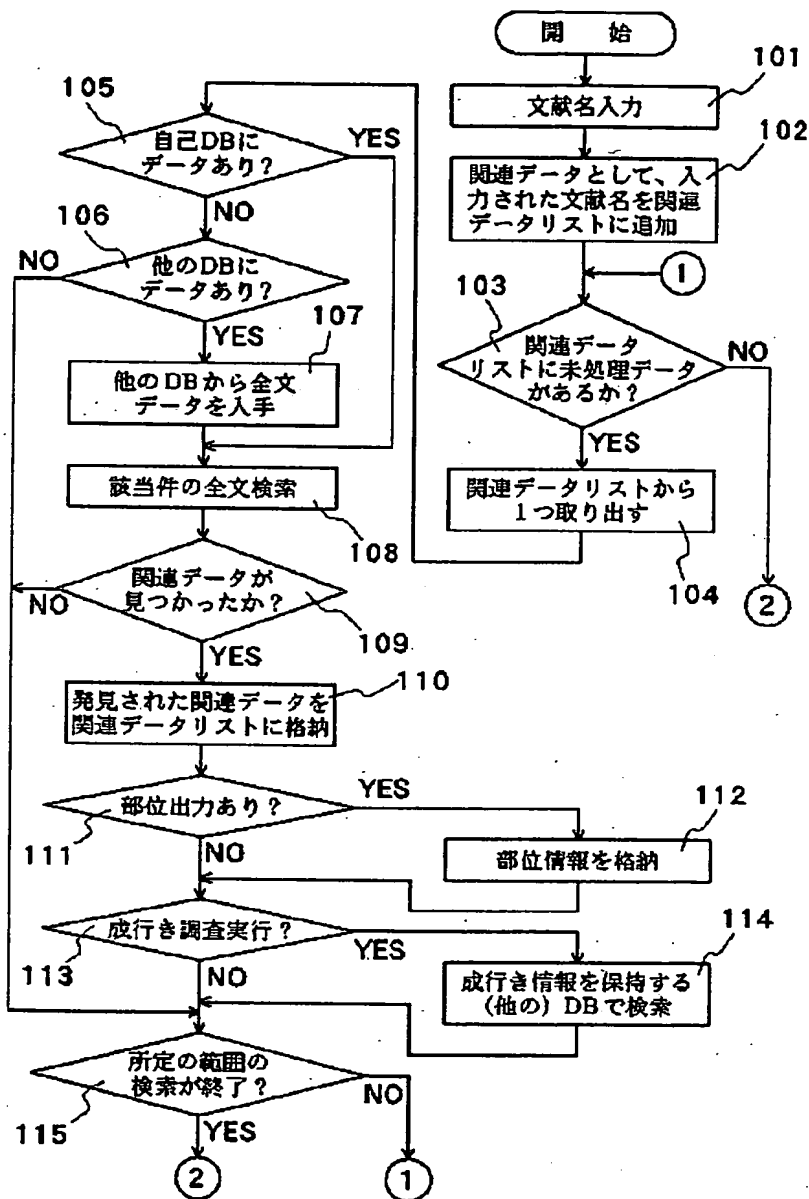 開 始
101
文献名入力
102
関連データとして、入
力された文献名を関連
データリストに追加
①
103
関連データ
リストに未処理データ
があるか？
NO
YES
関連データリストから
1つ取り出す
104
②
105
自己DBに
データあり？
YES
NO
106
他のDBに
データあり？
NO
YES
107
他のDBから全文
データを入手
該当件の全文検索
108
関連データが
見つかったか？
NO
109
YES
110
発見された関連データを
関連データリストに格納
部位出力あり？
YES
111
NO
112
部位情報を格納
成行き調査実行？
YES
113
NO
114
成行き情報を保持する
(他の) DBで検索
所定の範囲の
検索が終了？
NO
115
YES
②
①